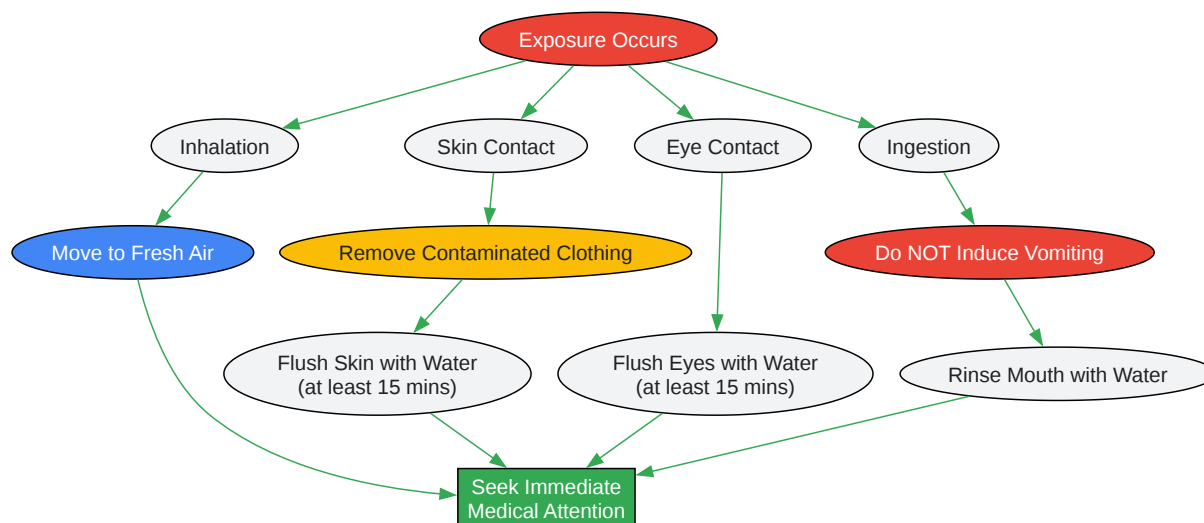 Exposure Occurs
Inhalation
Skin Contact
Eye Contact
Ingestion
Move to Fresh Air
Remove Contaminated Clothing
Do NOT Induce Vomiting
Flush Skin with Water
(at least 15 mins)
Flush Eyes with Water
(at least 15 mins)
Rinse Mouth with Water
Seek Immediate
Medical Attention